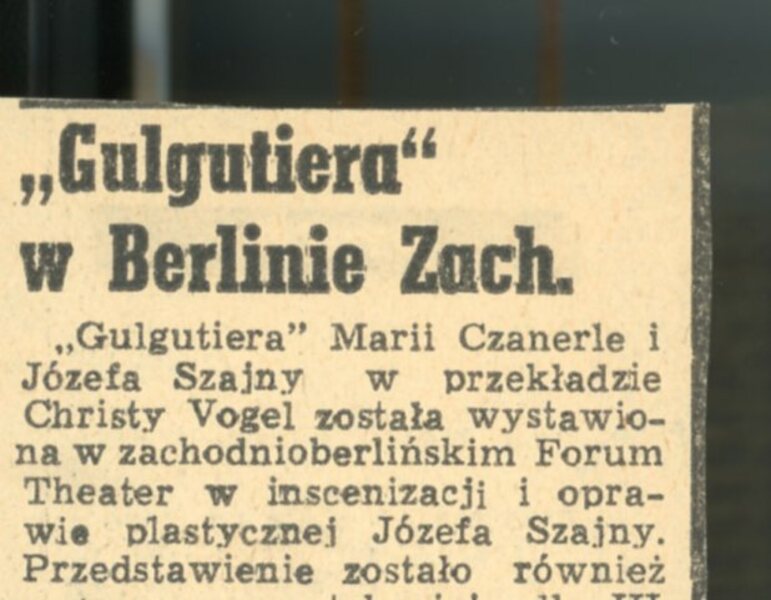 „Gulgutiera“
w Berlinie Zach.
„Gulgutiera” Marii Czanerle i
Józefa Szajny w przekładzie
Christy Vogel została wystawio-
na w zachodnioberlińskim Forum
Theater w inscenizacji i opra-
wie plastycznej Józefa Szajny.
Przedstawienie zostało również